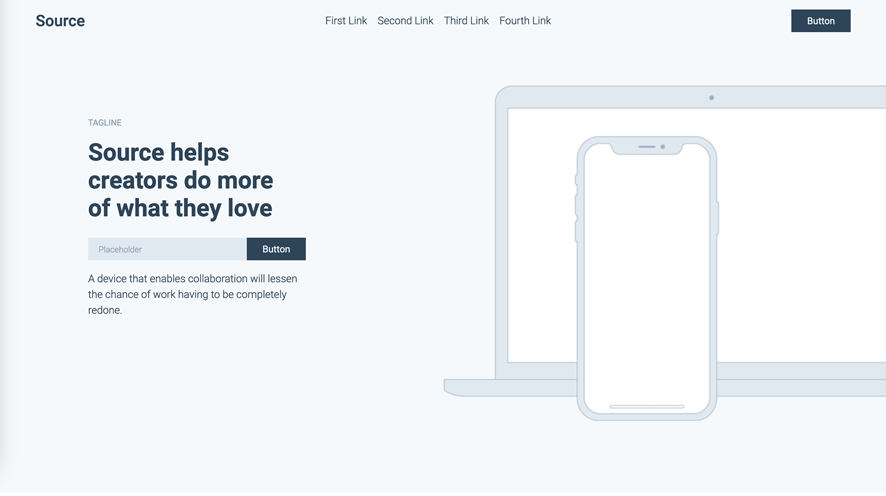 Source
First Link Second Link Third Link Fourth Link
Button
TAGLINE
Source helps
creators do more
of what they love
Placeholder
Button
A device that enables collaboration will lessen
the chance of work having to be completely
redone.